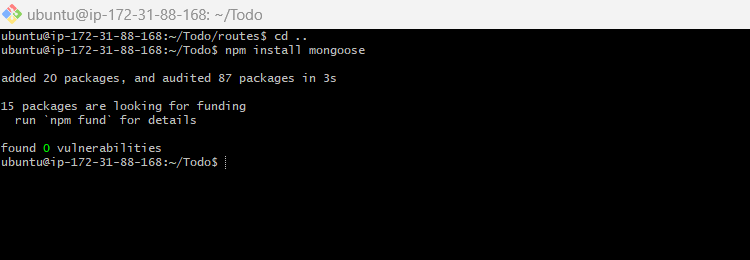 ubuntu@ip-172-31-88-168: ~/Todo
ubuntu@ip-172-31-88-168:~/Todo/routes$ cd ..
ubuntu@ip-172-31-88-168:~/Todo$ npm install mongoose
added 20 packages, and audited 87 packages in 3s
15 packages are looking for funding
  run `npm fund` for details
found 0 vulnerabilities
ubuntu@ip-172-31-88-168:~/Todo$